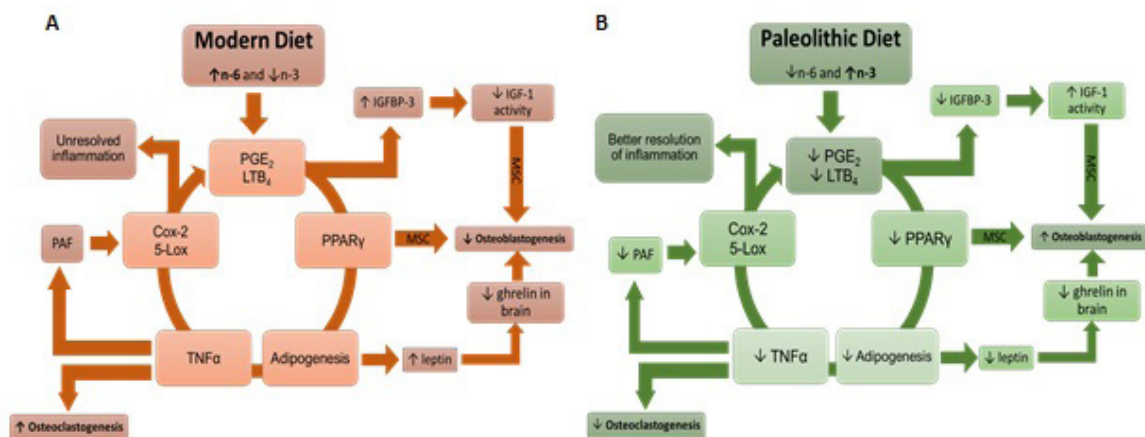 A
Modern Diet
↑n-6 and ↓n-3
↑ IGFBP-3
↓ IGF-1
activity
Unresolved
inflammation
PGE₂
LTB₄
MSC
PAF
Cox-2
5-Lox
PPARγ
MSC
↓ Osteoblastogenesis
↓ ghrelin in
brain
TNFα
Adipogenesis
↑ leptin
↑ Osteoclastogenesis
B
Paleolithic Diet
↓n-6 and ↑n-3
↓ IGFBP-3
↑ IGF-1
activity
Better resolution
of inflammation
↓ PGE₂
↓ LTB₄
MSC
↓ PAF
Cox-2
5-Lox
↓ PPARγ
MSC
↑ Osteoblastogenesis
↓ ghrelin in
brain
↓ TNFα
↓ Adipogenesis
↓ leptin
↓ Osteoclastogenesis